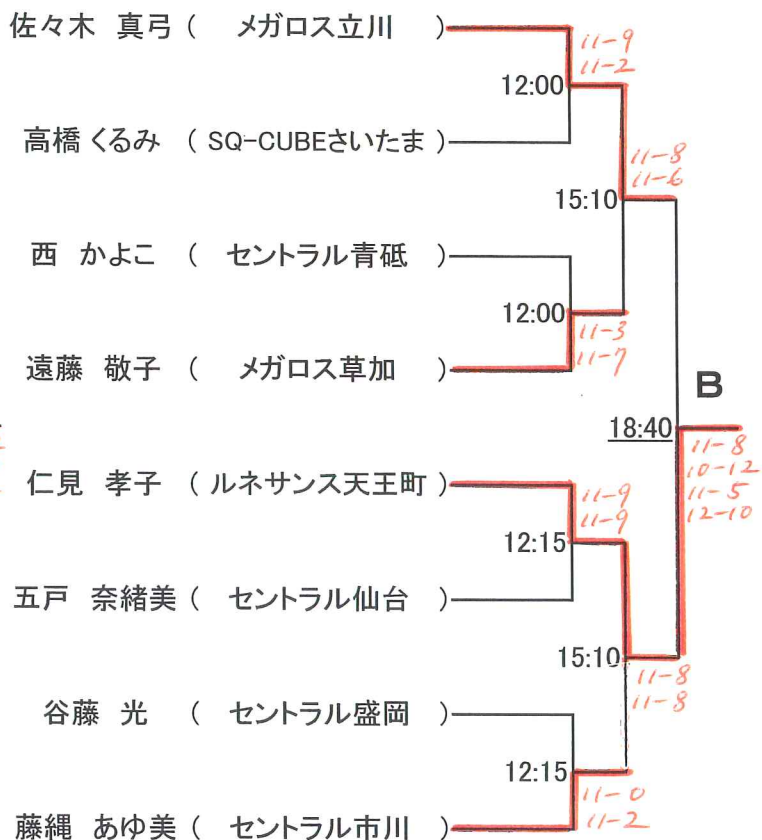 佐々木 真弓 ( メガロス立川 )
11-9
11-2
12:00
高橋 くるみ ( SQ-CUBEさいたま )
11-8
11-6
15:10
西 かよこ ( セントラル青砥 )
12:00
11-3
11-7
遠藤 敬子 ( メガロス草加 )
B
18:40
11-8
10-12
11-5
12-10
仁見 孝子 ( ルネサンス天王町 )
11-9
11-9
12:15
五戸 奈緒美 ( セントラル仙台 )
15:10
11-8
11-8
谷藤 光 ( セントラル盛岡 )
12:15
11-0
11-2
藤縄 あゆ美 ( セントラル市川 )